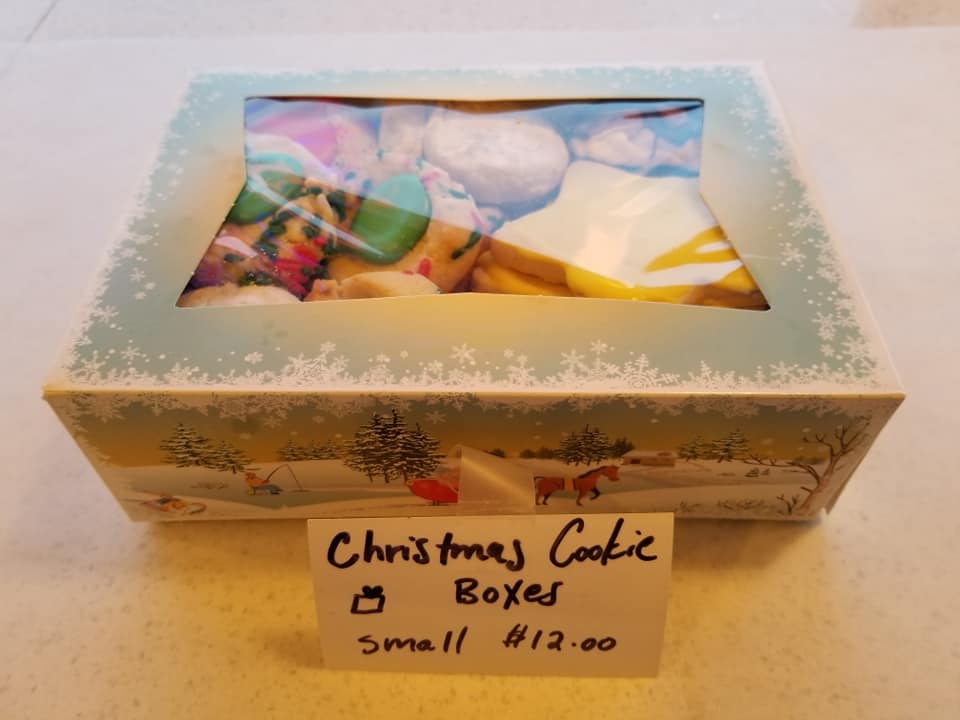 Christmas Cookie
Boxes
small $12.00